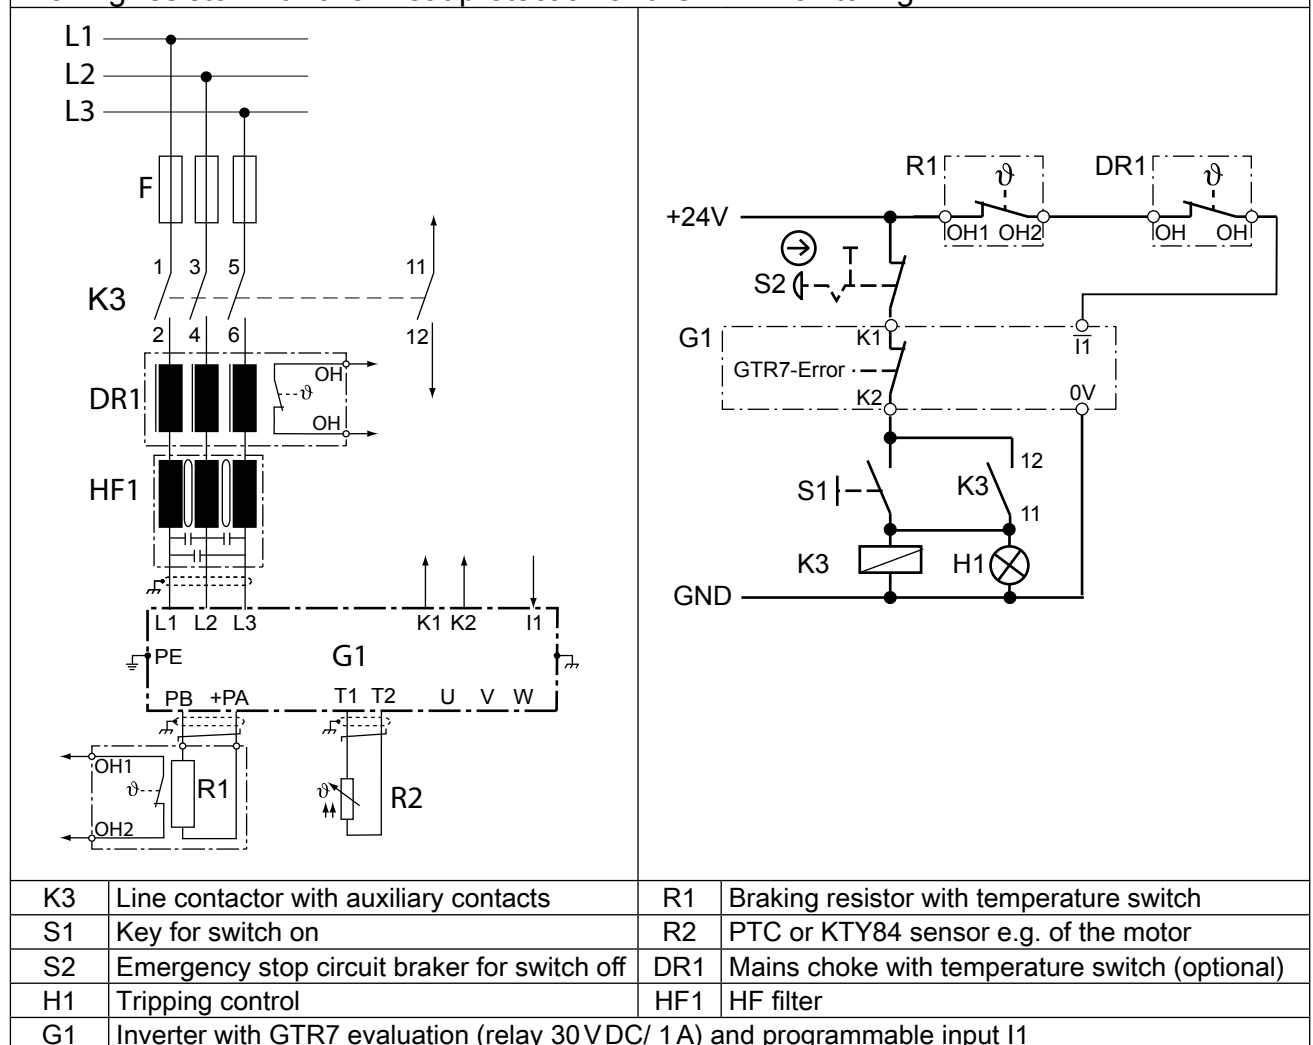 L1
L2
L3
F
1 3 5 11
K3
2 4 6 12
DR1 OH ϑ
OH
HF1
L1 L2 L3 K1 K2 I1
PE G1
PB +PA T1 T2 U V W
OH1
ϑ R1 ϑ R2
OH2
R1 ϑ DR1 ϑ
+24V OH1 OH2 OH OH
S2
G1 K1 I1
GTR7-Error
K2 0V
12
S1 K3
11
K3 H1
GND
K3 Line contactor with auxiliary contacts R1 Braking resistor with temperature switch
S1 Key for switch on R2 PTC or KTY84 sensor e.g. of the motor
S2 Emergency stop circuit braker for switch off DR1 Mains choke with temperature switch (optional)
H1 Tripping control HF1 HF filter
G1 Inverter with GTR7 evaluation (relay 30 V DC/ 1 A) and programmable input I1